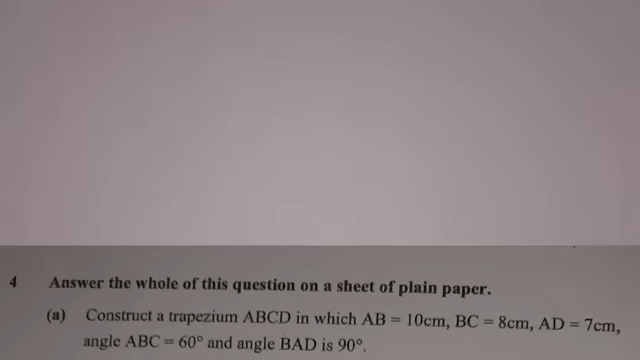 4 Answer the whole of this question on a sheet of plain paper.
(a) Construct a trapezium ABCD in which AB = 10cm, BC = 8cm, AD = 7cm,
angle ABC = 60° and angle BAD is 90°.